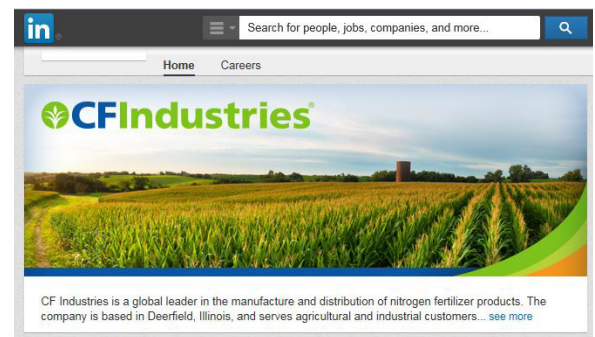 in
Search for people, jobs, companies, and more...
Home Careers
CFIndustries®
CF Industries is a global leader in the manufacture and distribution of nitrogen fertilizer products. The
company is based in Deerfield, Illinois, and serves agricultural and industrial customers... see more